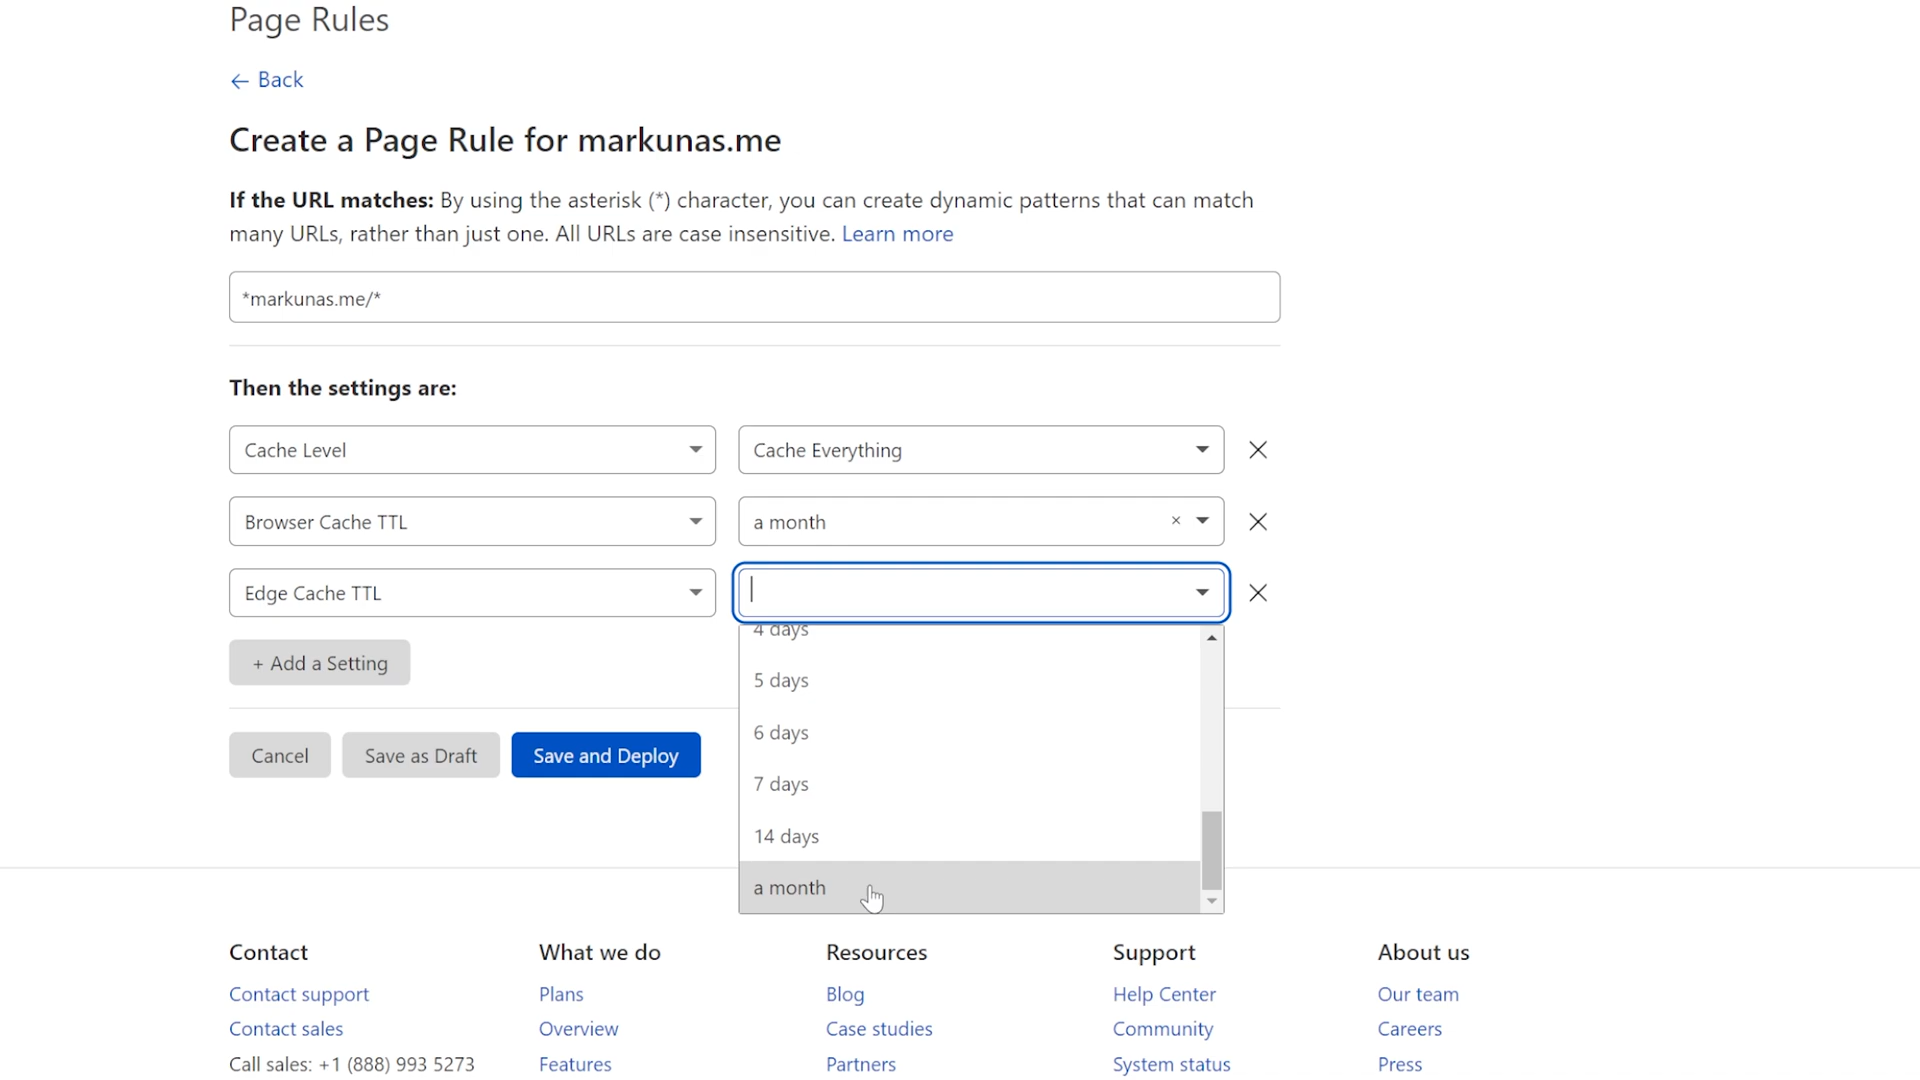 Page Rules
← Back
Create a Page Rule for markunas.me
If the URL matches: By using the asterisk (*) character, you can create dynamic patterns that can match
many URLs, rather than just one. All URLs are case insensitive. Learn more
*markunas.me/*
Then the settings are:
Cache Level
Cache Everything
Browser Cache TTL
a month
Edge Cache TTL
4 days
5 days
6 days
7 days
14 days
a month
+ Add a Setting
Cancel
Save as Draft
Save and Deploy
Contact
Contact support
Contact sales
Call sales: +1 (888) 993 5273
What we do
Plans
Overview
Features
Resources
Blog
Case studies
Partners
Support
Help Center
Community
System status
About us
Our team
Careers
Press